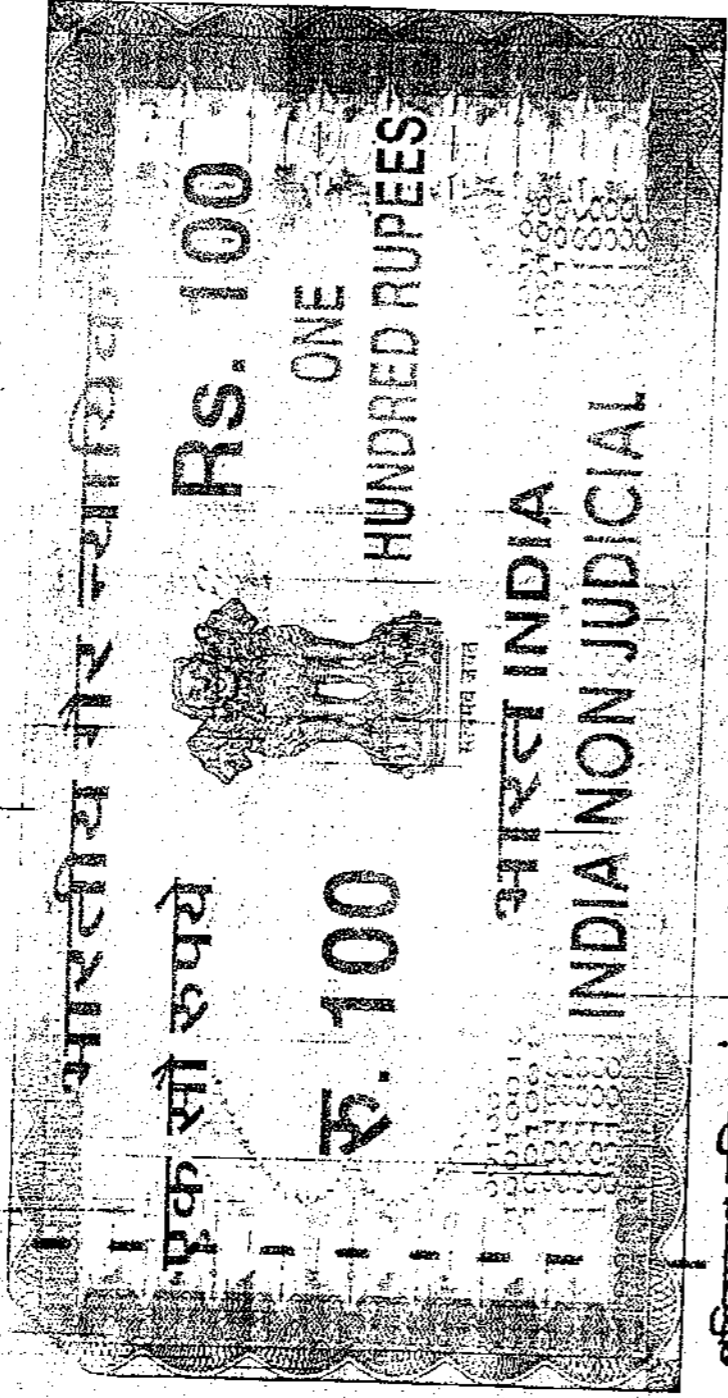 भारतीय गैर न्यायिक
एक सौ रुपये
रु. 100
Rs. 100
ONE
HUNDRED RUPEES
सत्यमेव जयते
भारत INDIA
INDIA NON JUDICIAL